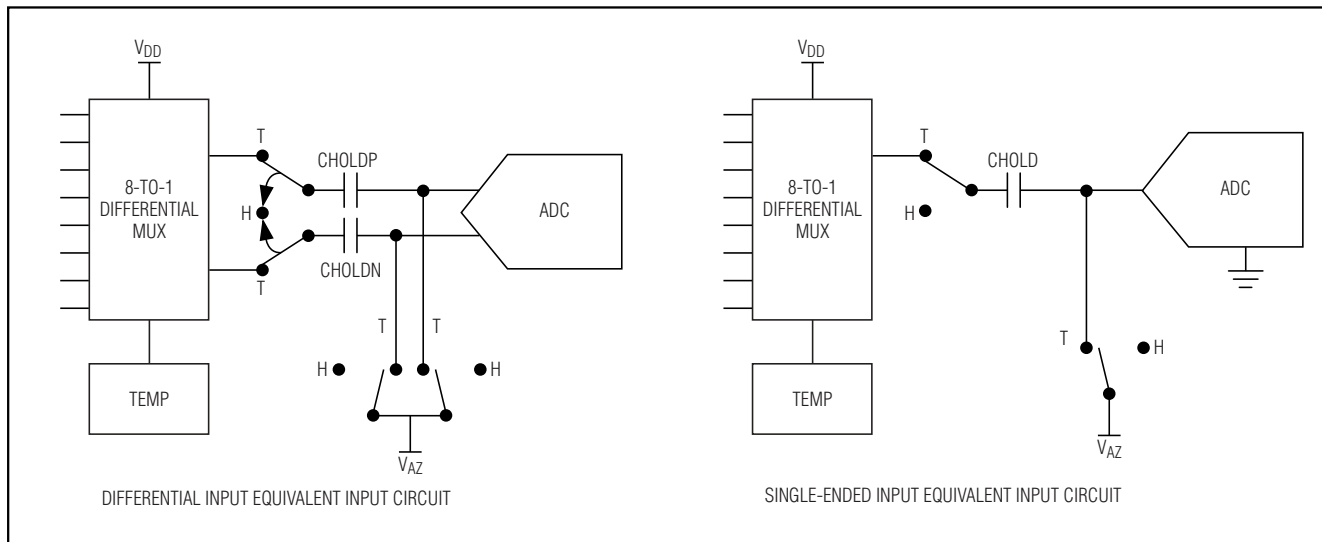 VDD
8-TO-1
DIFFERENTIAL
MUX
TEMP
T
H
T
CHOLDP
CHOLDN
ADC
T
T
H
H
VAZ
DIFFERENTIAL INPUT EQUIVALENT INPUT CIRCUIT
VDD
8-TO-1
DIFFERENTIAL
MUX
TEMP
T
H
CHOLD
ADC
T
H
VAZ
SINGLE-ENDED INPUT EQUIVALENT INPUT CIRCUIT